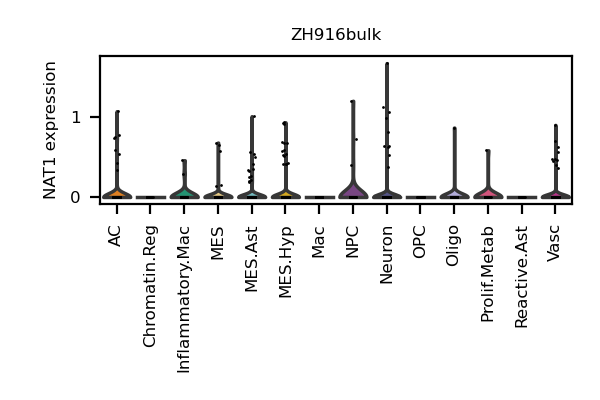 ZH916bulk
NAT1 expression
1
0
AC
Chromatin.Reg
Inflammatory.Mac
MES
MES.Ast
MES.Hyp
Mac
NPC
Neuron
OPC
Oligo
Prolif.Metab
Reactive.Ast
Vasc